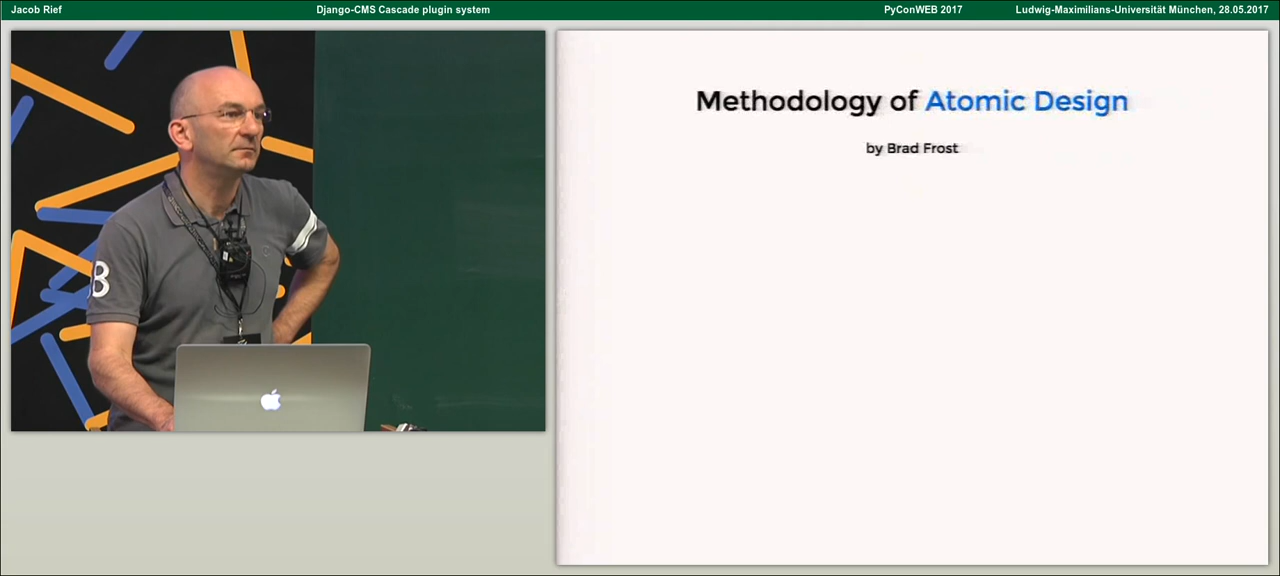 Jacob Rief
Django-CMS Cascade plugin system
PyConWEB 2017
Ludwig-Maximilians-Universität München, 28.05.2017
Methodology of Atomic Design
by Brad Frost